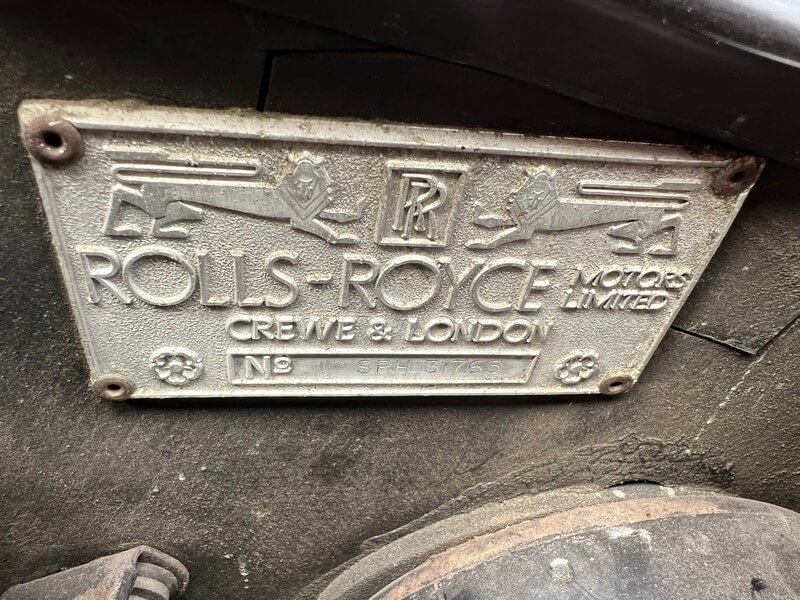 RR
ROLLS-ROYCE MOTORS LIMITED
CREWE & LONDON
Nº SRH 31765